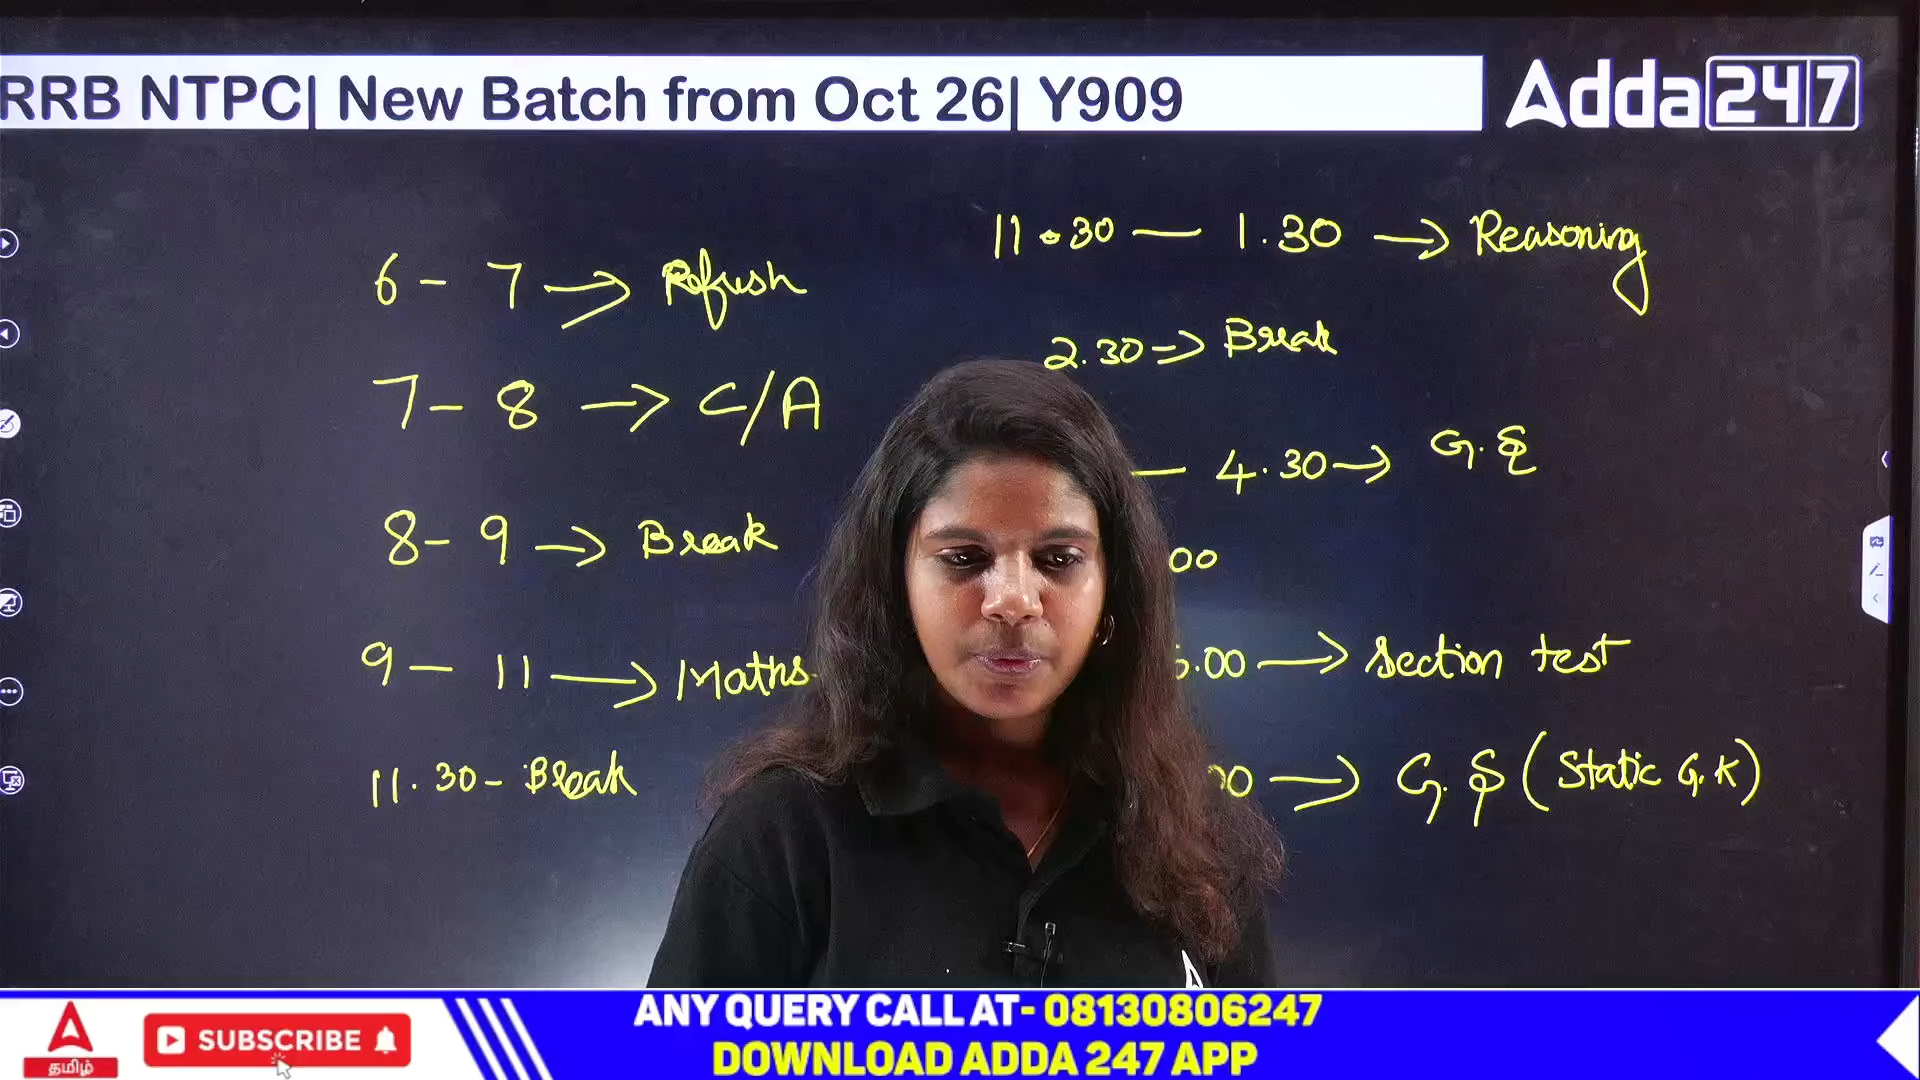 RRB NTPC| New Batch from Oct 26| Y909
Adda247
6 - 7 → Refresh
7 - 8 → C/A
8 - 9 → Break
9 - 11 → Maths.
11.30 - Break
11.30 — 1.30 → Reasoning
2.30 => Break
— 4.30 → G.S
00
.00 → Section test
00 → G.S (Static G.K)
தமிழ்
SUBSCRIBE
ANY QUERY CALL AT- 08130806247
DOWNLOAD ADDA 247 APP